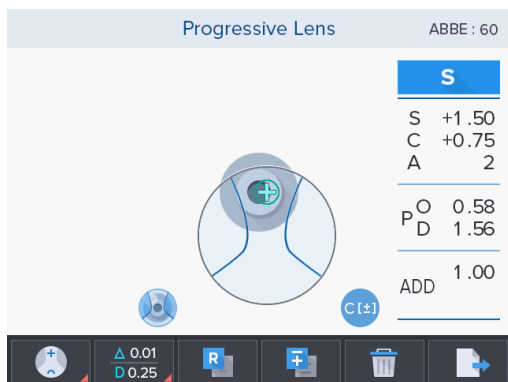 Progressive Lens
ABBE : 60
S
S +1.50
C +0.75
A 2
P O 0.58
D 1.56
ADD 1.00
C[±]
Δ 0.01
D 0.25
R